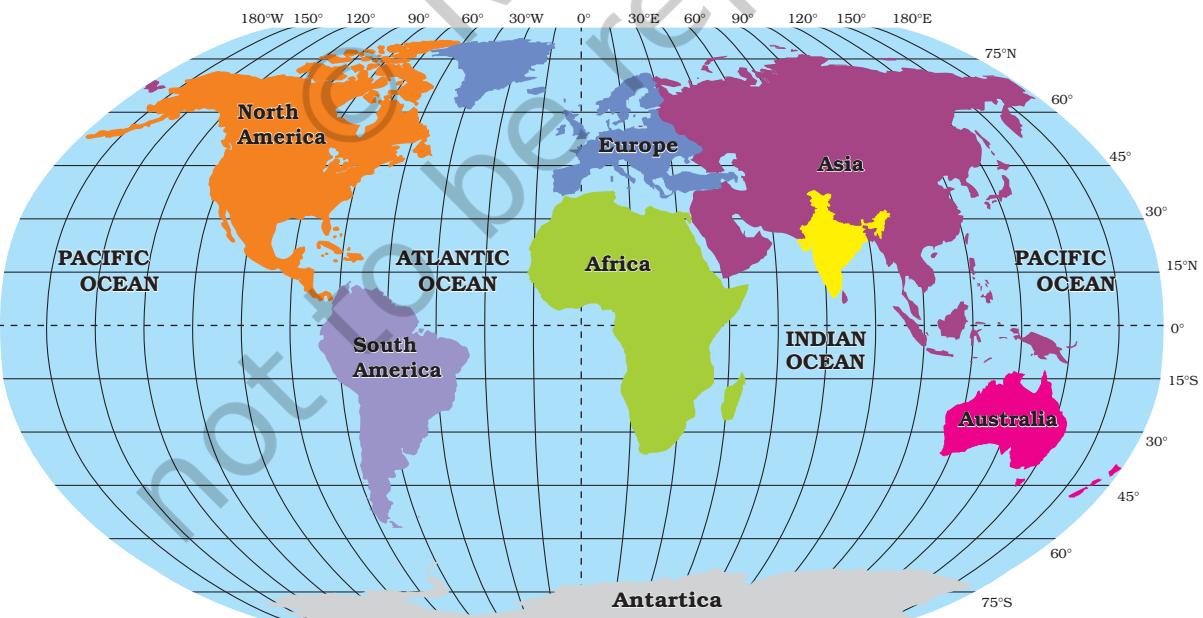 180°W 150° 120° 90° 60° 30°W 0° 30°E 60° 90° 120° 150° 180°E
75°N
60°
North
America
Europe
45°
Asia
30°
PACIFIC
OCEAN
ATLANTIC
OCEAN
Africa
PACIFIC
OCEAN
15°N
0°
INDIAN
OCEAN
South
America
15°S
Australia
30°
45°
60°
Antartica
75°S
©
not to be re